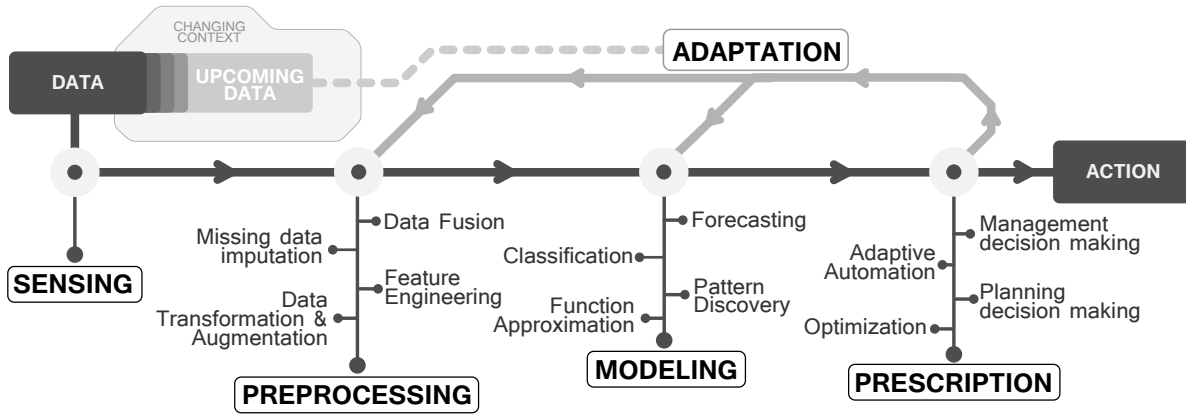 CHANGING
CONTEXT
DATA
UPCOMING
DATA
ADAPTATION
ACTION
SENSING
Data Fusion
Missing data
imputation
Feature
Engineering
Data
Transformation &
Augmentation
PREPROCESSING
Forecasting
Classification
Pattern
Discovery
Function
Approximation
MODELING
Management
decision making
Adaptive
Automation
Planning
decision making
Optimization
PRESCRIPTION